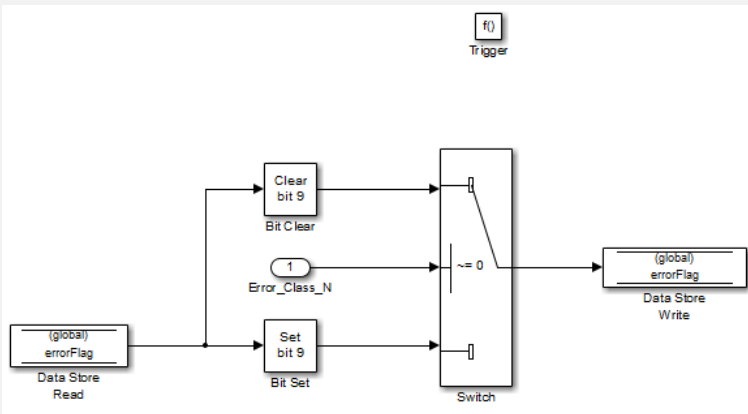 f()
Trigger
Clear
bit 9
Bit Clear
1
Error_Class_N
~= 0
(global)
errorFlag
Data Store
Write
(global)
errorFlag
Data Store
Read
Set
bit 9
Bit Set
Switch